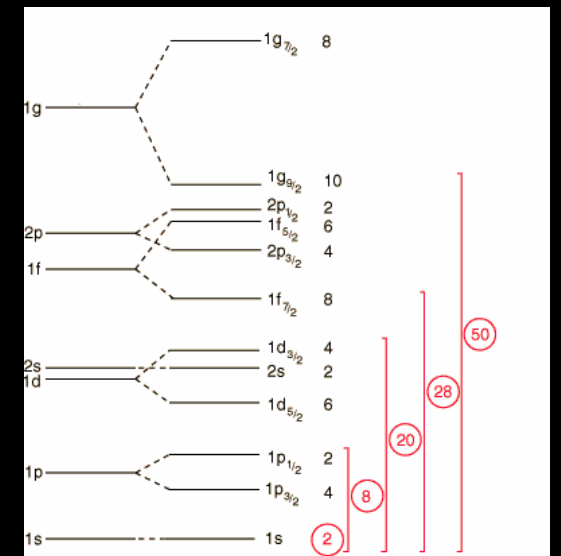 1g7/2 8
1g
1g9/2 10
2p1/2 2
2p
1f5/2 6
2p3/2 4
1f
1f7/2 8
50
1d3/2 4
2s
2s 2
1d
28
1d5/2 6
20
1p1/2 2
1p
1p3/2 4
8
1s
1s
2